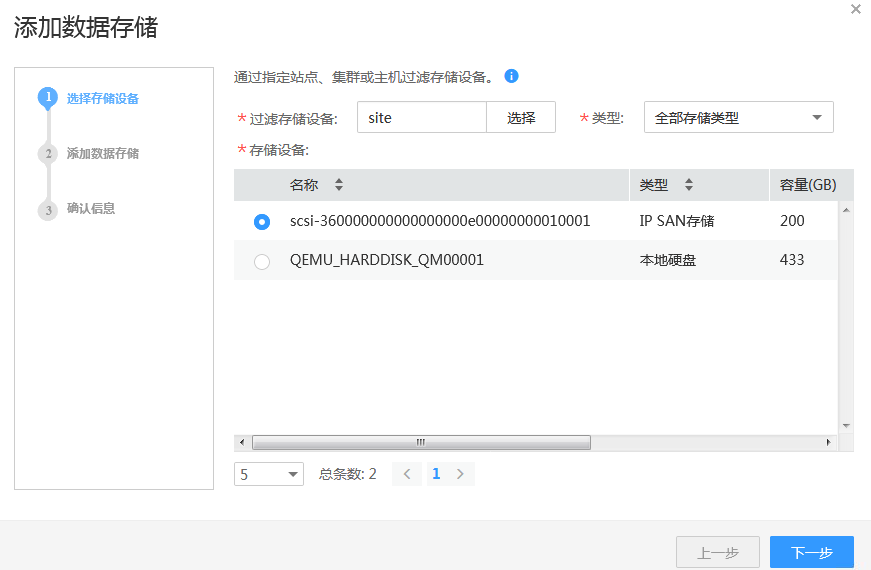 添加数据存储
1 选择存储设备
2 添加数据存储
3 确认信息
通过指定站点、集群或主机过滤存储设备。
* 过滤存储设备: site 选择 * 类型: 全部存储类型
* 存储设备:
名称 类型 容量(GB)
scsi-360000000000000000e00000000010001 IP SAN存储 200
QEMU_HARDDISK_QM00001 本地硬盘 433
5 总条数: 2 < 1 >
上一步 下一步